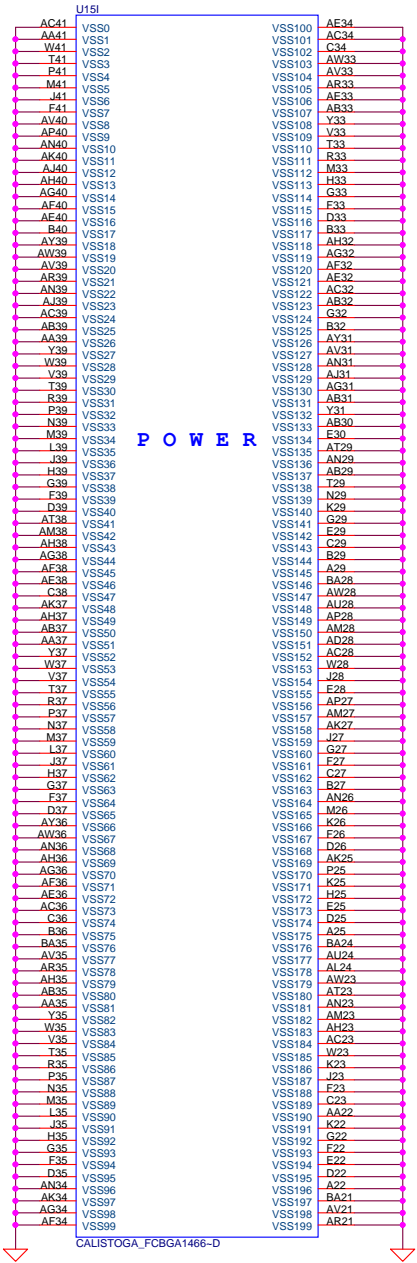 U15I
AC41 VSS0 VSS100 AE34
AA41 VSS1 VSS101 AC34
W41 VSS2 VSS102 C34
T41 VSS3 VSS103 AW33
P41 VSS4 VSS104 AV33
M41 VSS5 VSS105 AR33
J41 VSS6 VSS106 AE33
F41 VSS7 VSS107 AB33
AV40 VSS8 VSS108 Y33
AP40 VSS9 VSS109 V33
AN40 VSS10 VSS110 T33
AK40 VSS11 VSS111 R33
AJ40 VSS12 VSS112 M33
AH40 VSS13 VSS113 H33
AG40 VSS14 VSS114 G33
AF40 VSS15 VSS115 F33
AE40 VSS16 VSS116 D33
B40 VSS17 VSS117 B33
AY39 VSS18 VSS118 AH32
AW39 VSS19 VSS119 AG32
AV39 VSS20 VSS120 AF32
AR39 VSS21 VSS121 AE32
AN39 VSS22 VSS122 AC32
AJ39 VSS23 VSS123 AB32
AC39 VSS24 VSS124 G32
AB39 VSS25 VSS125 B32
AA39 VSS26 VSS126 AY31
Y39 VSS27 VSS127 AV31
W39 VSS28 VSS128 AN31
V39 VSS29 VSS129 AJ31
T39 VSS30 VSS130 AG31
R39 VSS31 VSS131 AB31
P39 VSS32 VSS132 Y31
N39 VSS33 VSS133 AB30
M39 VSS34 P O W E R VSS134 E30
L39 VSS35 VSS135 AT29
J39 VSS36 VSS136 AN29
H39 VSS37 VSS137 AB29
G39 VSS38 VSS138 T29
F39 VSS39 VSS139 N29
D39 VSS40 VSS140 K29
AT38 VSS41 VSS141 G29
AM38 VSS42 VSS142 E29
AH38 VSS43 VSS143 C29
AG38 VSS44 VSS144 B29
AF38 VSS45 VSS145 A29
AE38 VSS46 VSS146 BA28
C38 VSS47 VSS147 AW28
AK37 VSS48 VSS148 AU28
AH37 VSS49 VSS149 AP28
AB37 VSS50 VSS150 AM28
AA37 VSS51 VSS151 AD28
Y37 VSS52 VSS152 AC28
W37 VSS53 VSS153 W28
V37 VSS54 VSS154 J28
T37 VSS55 VSS155 E28
R37 VSS56 VSS156 AP27
P37 VSS57 VSS157 AM27
N37 VSS58 VSS158 AK27
M37 VSS59 VSS159 J27
L37 VSS60 VSS160 G27
J37 VSS61 VSS161 F27
H37 VSS62 VSS162 C27
G37 VSS63 VSS163 B27
F37 VSS64 VSS164 AN26
D37 VSS65 VSS165 M26
AY36 VSS66 VSS166 K26
AW36 VSS67 VSS167 F26
AN36 VSS68 VSS168 D26
AH36 VSS69 VSS169 AK25
AG36 VSS70 VSS170 P25
AF36 VSS71 VSS171 K25
AE36 VSS72 VSS172 H25
AC36 VSS73 VSS173 E25
C36 VSS74 VSS174 D25
B36 VSS75 VSS175 A25
BA35 VSS76 VSS176 BA24
AV35 VSS77 VSS177 AU24
AR35 VSS78 VSS178 AL24
AH35 VSS79 VSS179 AW23
AB35 VSS80 VSS180 AT23
AA35 VSS81 VSS181 AN23
Y35 VSS82 VSS182 AM23
W35 VSS83 VSS183 AH23
V35 VSS84 VSS184 AC23
T35 VSS85 VSS185 W23
R35 VSS86 VSS186 K23
P35 VSS87 VSS187 J23
N35 VSS88 VSS188 F23
M35 VSS89 VSS189 C23
L35 VSS90 VSS190 AA22
J35 VSS91 VSS191 K22
H35 VSS92 VSS192 G22
G35 VSS93 VSS193 F22
F35 VSS94 VSS194 E22
D35 VSS95 VSS195 D22
AN34 VSS96 VSS196 A22
AK34 VSS97 VSS197 BA21
AG34 VSS98 VSS198 AV21
AF34 VSS99 VSS199 AR21
CALISTOGA_FCBGA1466~D